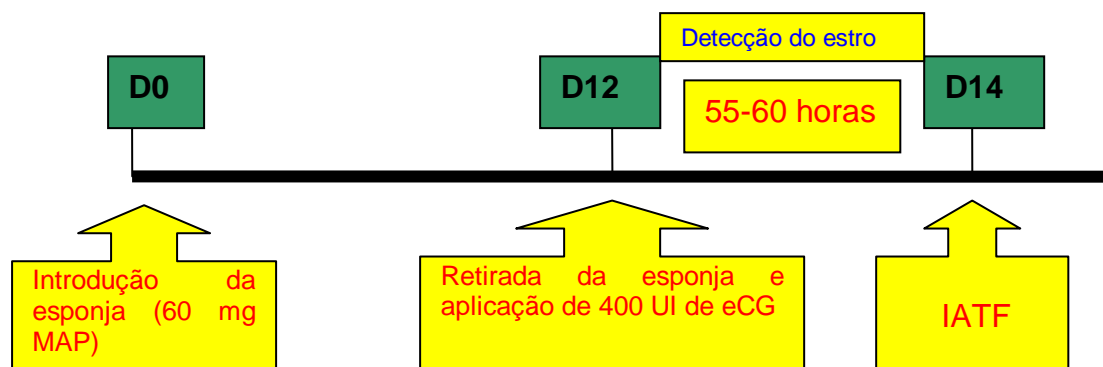 Detecção do estro
D0
D12
D14
55-60 horas
Introdução da
esponja (60 mg
MAP)
Retirada da esponja e
aplicação de 400 UI de eCG
IATF